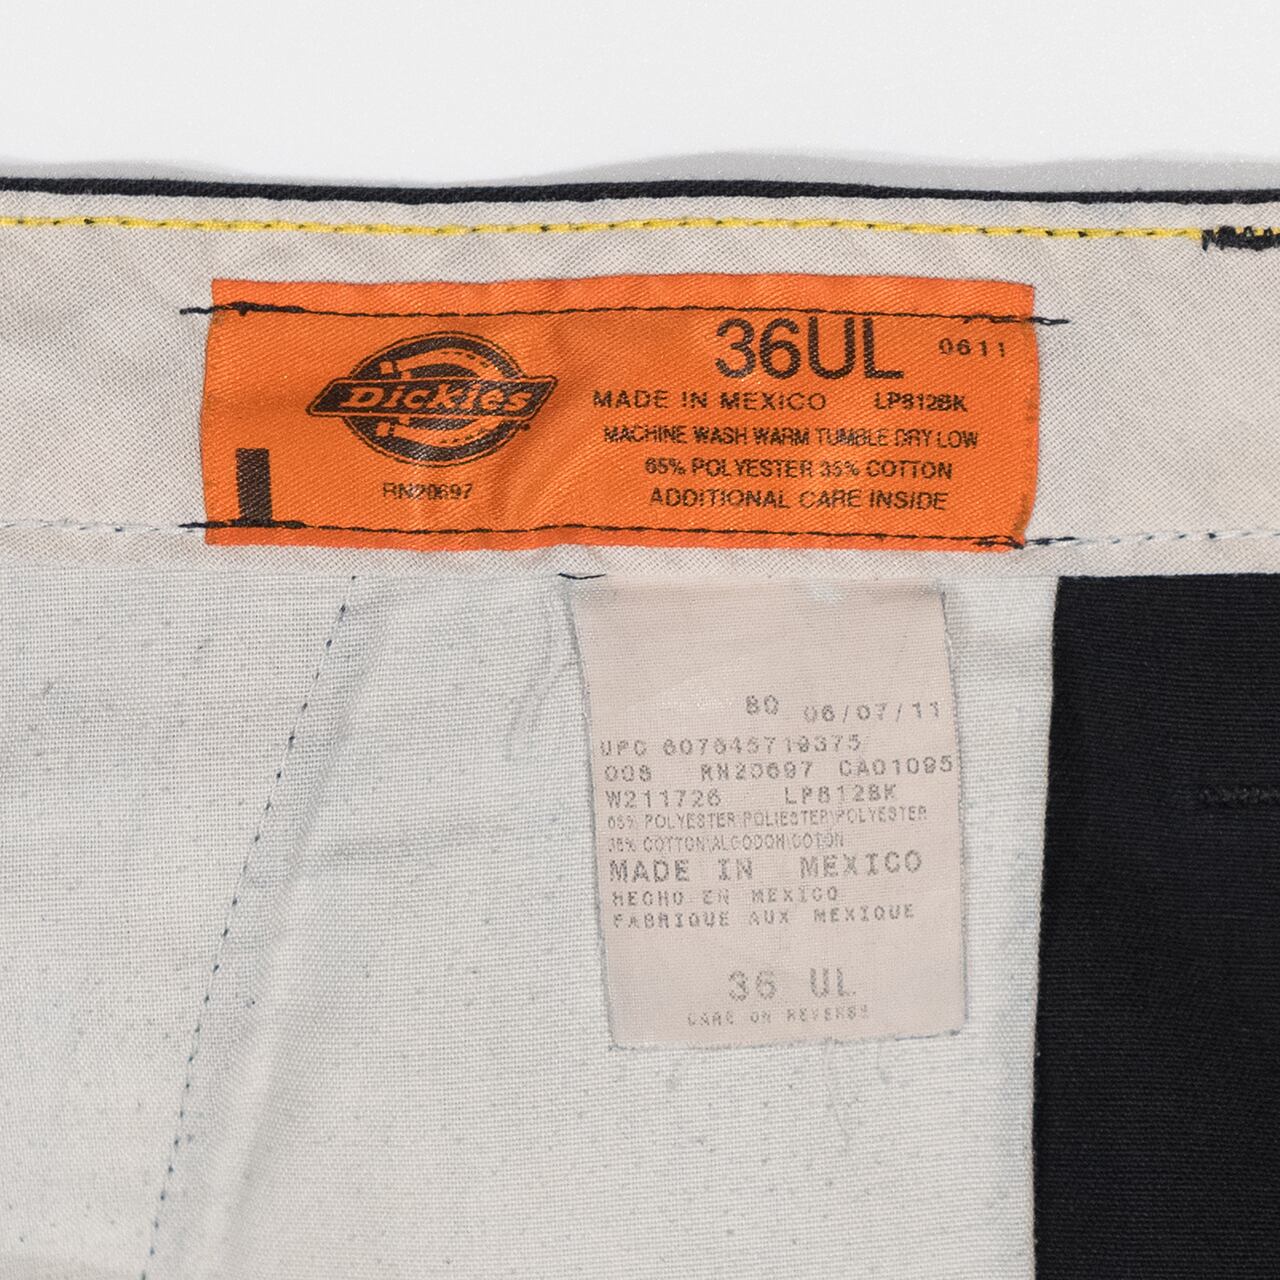 36UL
0611
Dickies
MADE IN MEXICO LP812BK
MACHINE WASH WARM TUMBLE DRY LOW
65% POLYESTER 35% COTTON
RN20697
ADDITIONAL CARE INSIDE
BQ 06/07/11
UPC 607645719375
008 RN20697 CA01095
W211726 LP812BK
65% POLYESTER\POLIESTER\POLYESTER
35% COTTON\ALGODON\COTON
MADE IN MEXICO
HECHO EN MEXICO
FABRIQUE AUX MEXIQUE
36 UL
CARE ON REVERSE